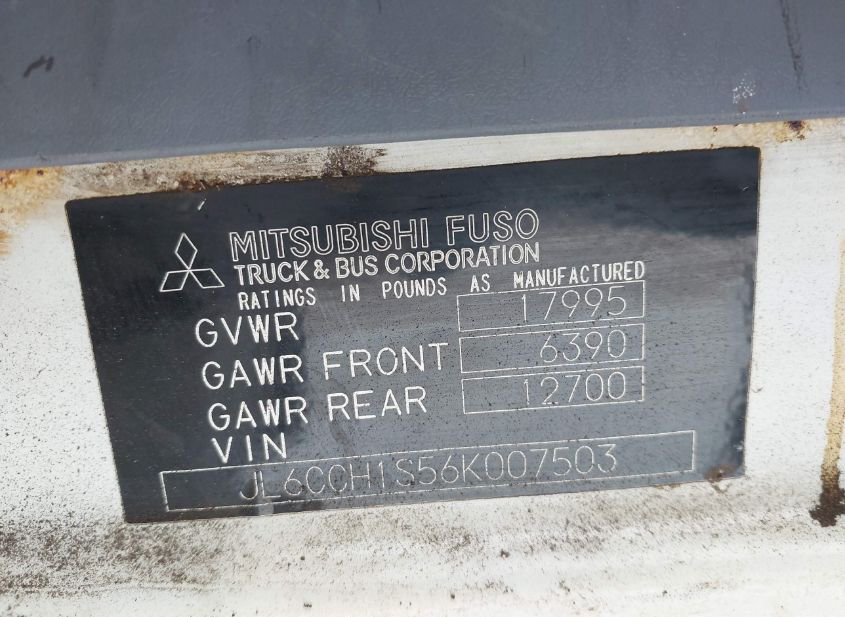 MITSUBISHI FUSO
TRUCK & BUS CORPORATION
RATINGS IN POUNDS AS MANUFACTURED
GVWR 17995
GAWR FRONT 6390
GAWR REAR 12700
VIN
JL6CCH1S56K007503